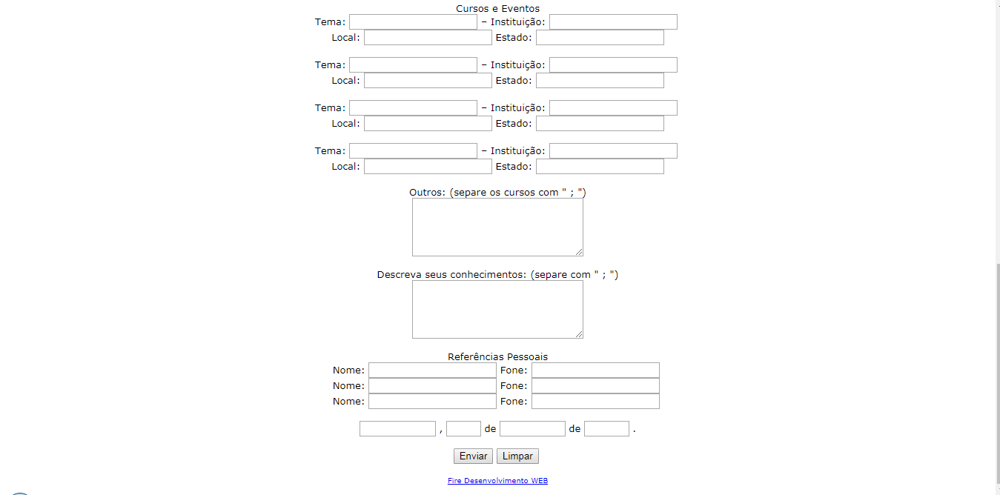 Cursos e Eventos
Tema: – Instituição:
Local: Estado:
Tema: – Instituição:
Local: Estado:
Tema: – Instituição:
Local: Estado:
Tema: – Instituição:
Local: Estado:
Outros: (separe os cursos com " ; ")
Descreva seus conhecimentos: (separe com " ; ")
Referências Pessoais
Nome: Fone:
Nome: Fone:
Nome: Fone:
, de de .
Enviar Limpar
Fire Desenvolvimento WEB